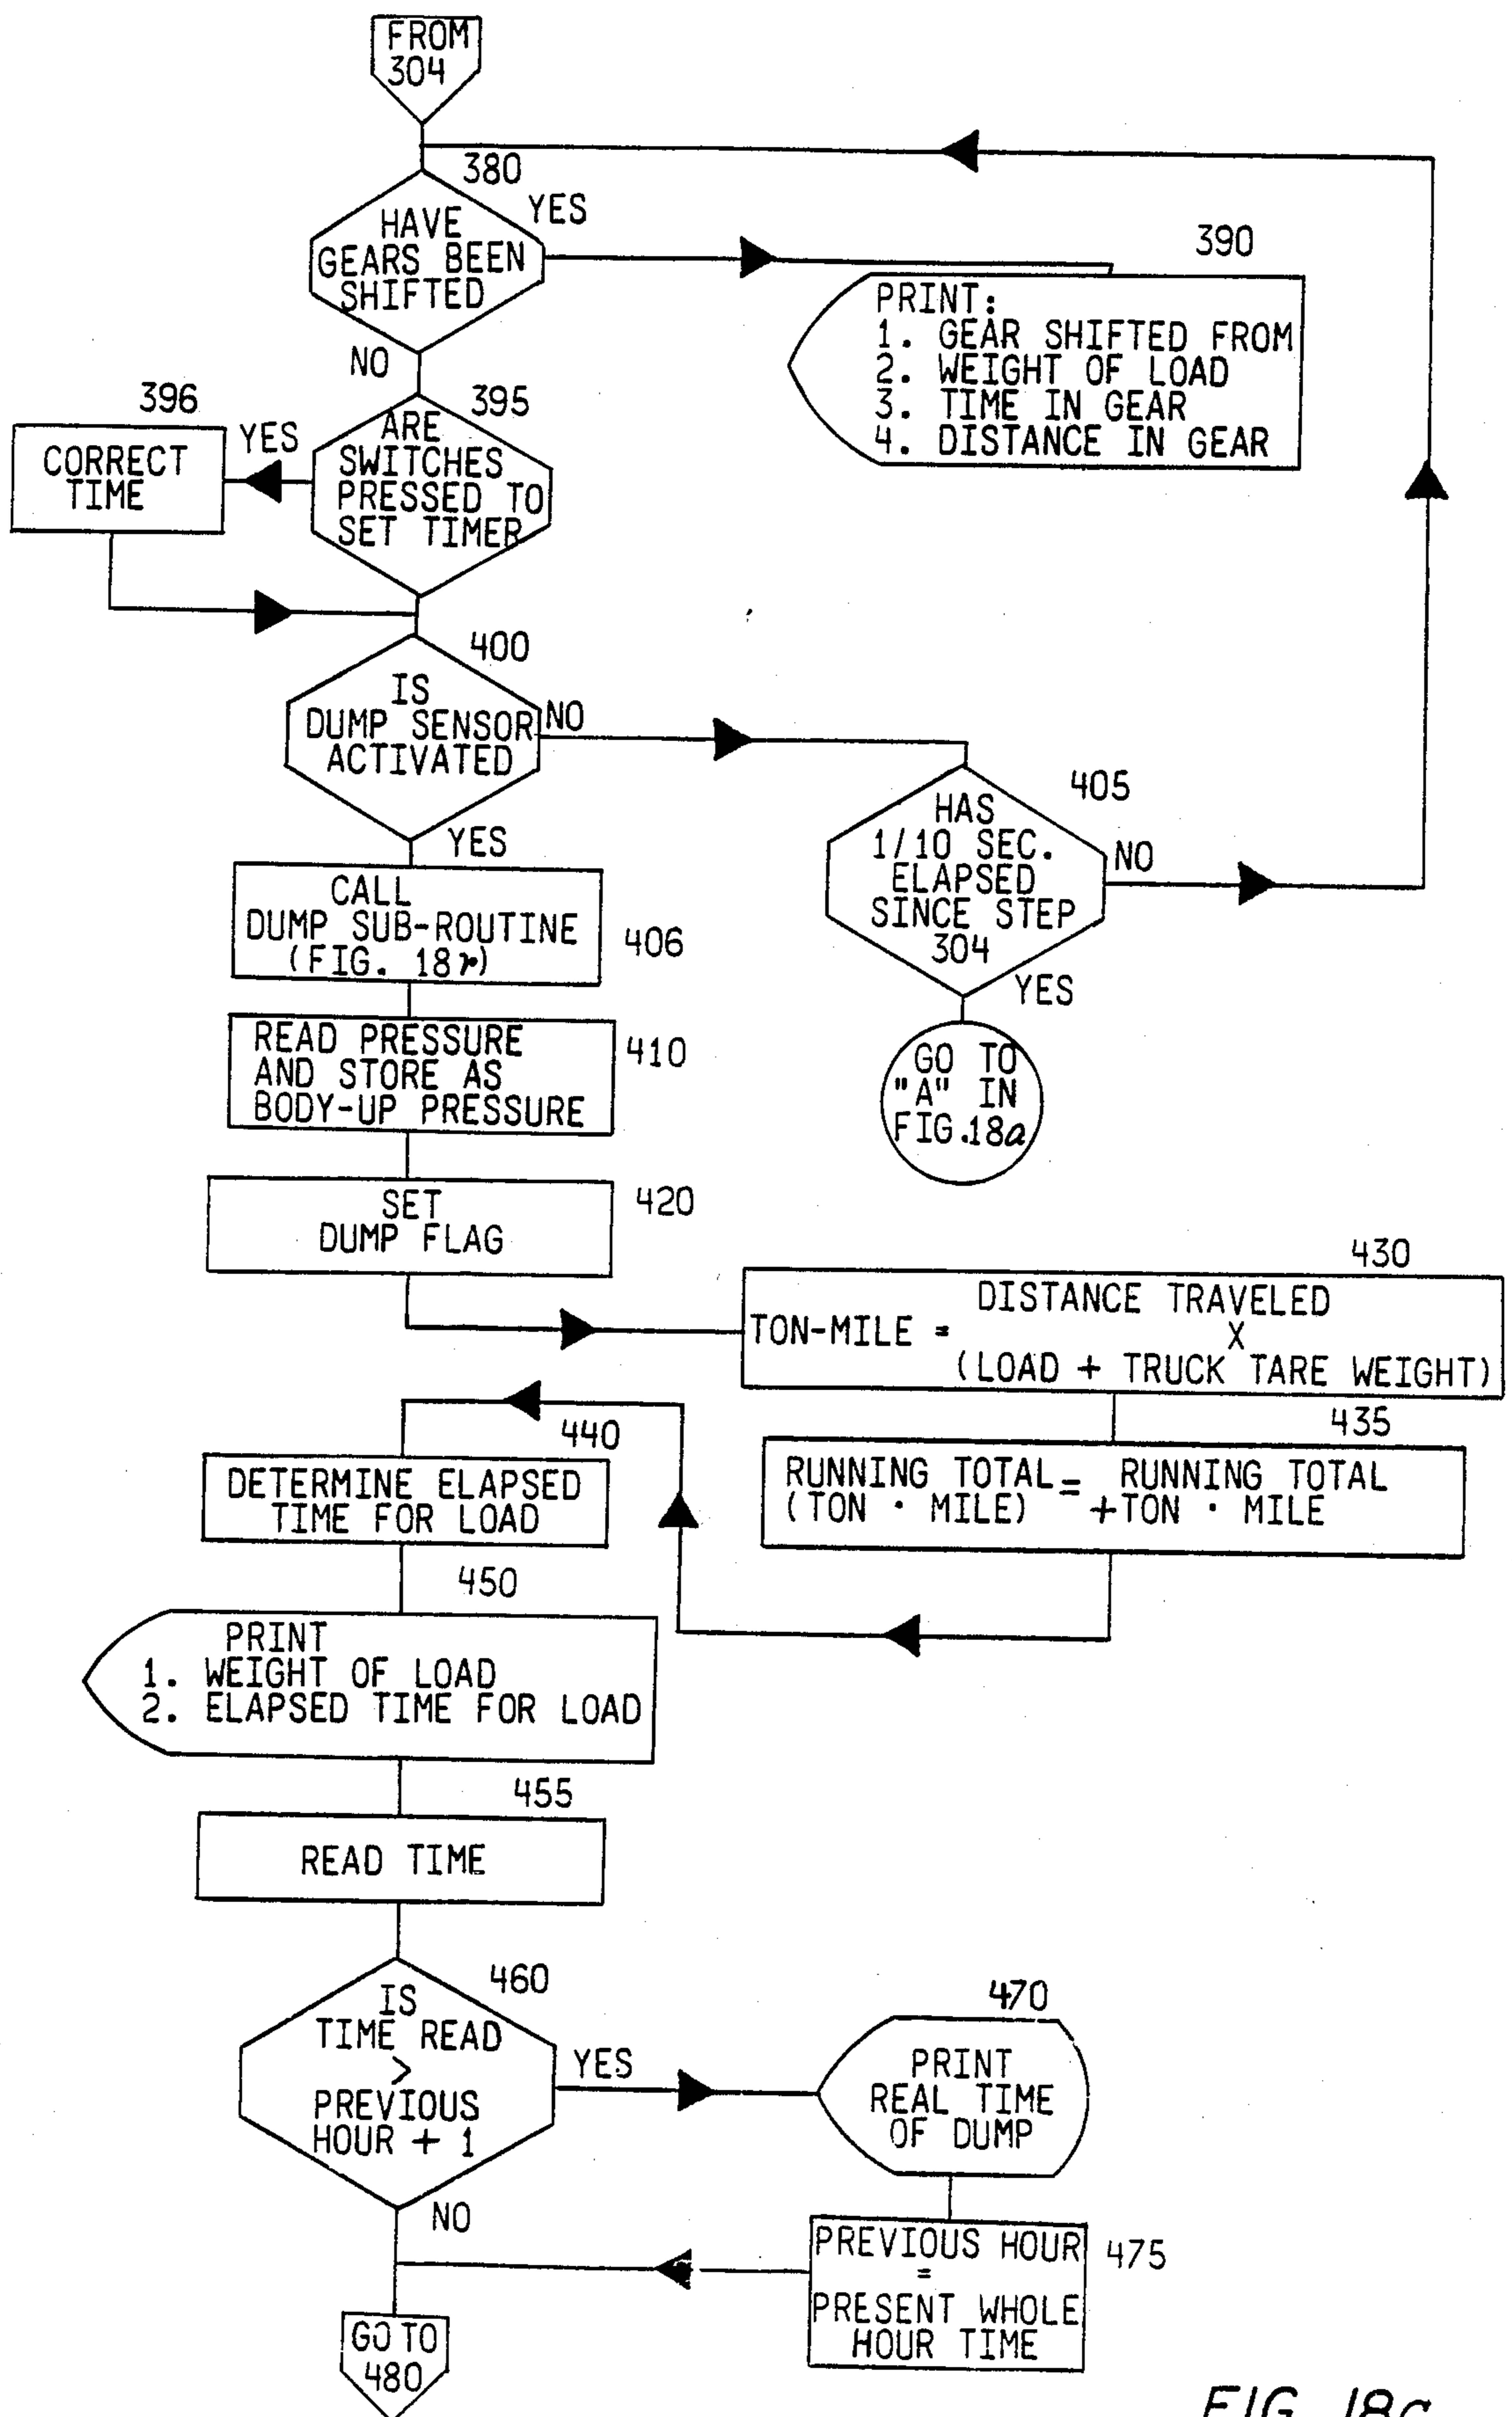 FROM
304
380
HAVE
GEARS BEEN
SHIFTED
YES
NO
390
PRINT:
1. GEAR SHIFTED FROM
2. WEIGHT OF LOAD
3. TIME IN GEAR
4. DISTANCE IN GEAR
395
ARE
SWITCHES
PRESSED TO
SET TIMER
YES
396
CORRECT
TIME
400
IS
DUMP SENSOR
ACTIVATED
NO
YES
405
HAS
1/10 SEC.
ELAPSED
SINCE STEP
304
NO
YES
GO TO
"A" IN
FIG.18a
CALL
DUMP SUB-ROUTINE
(FIG. 18r)
406
READ PRESSURE
AND STORE AS
BODY-UP PRESSURE
410
SET
DUMP FLAG
420
430
DISTANCE TRAVELED
TON-MILE = X
(LOAD + TRUCK TARE WEIGHT)
435
RUNNING TOTAL = RUNNING TOTAL
(TON · MILE) +TON · MILE
440
DETERMINE ELAPSED
TIME FOR LOAD
450
PRINT
1. WEIGHT OF LOAD
2. ELAPSED TIME FOR LOAD
455
READ TIME
460
IS
TIME READ
>
PREVIOUS
HOUR + 1
YES
NO
470
PRINT
REAL TIME
OF DUMP
PREVIOUS HOUR
=
PRESENT WHOLE
HOUR TIME
475
GO TO
480
FIG. 18c